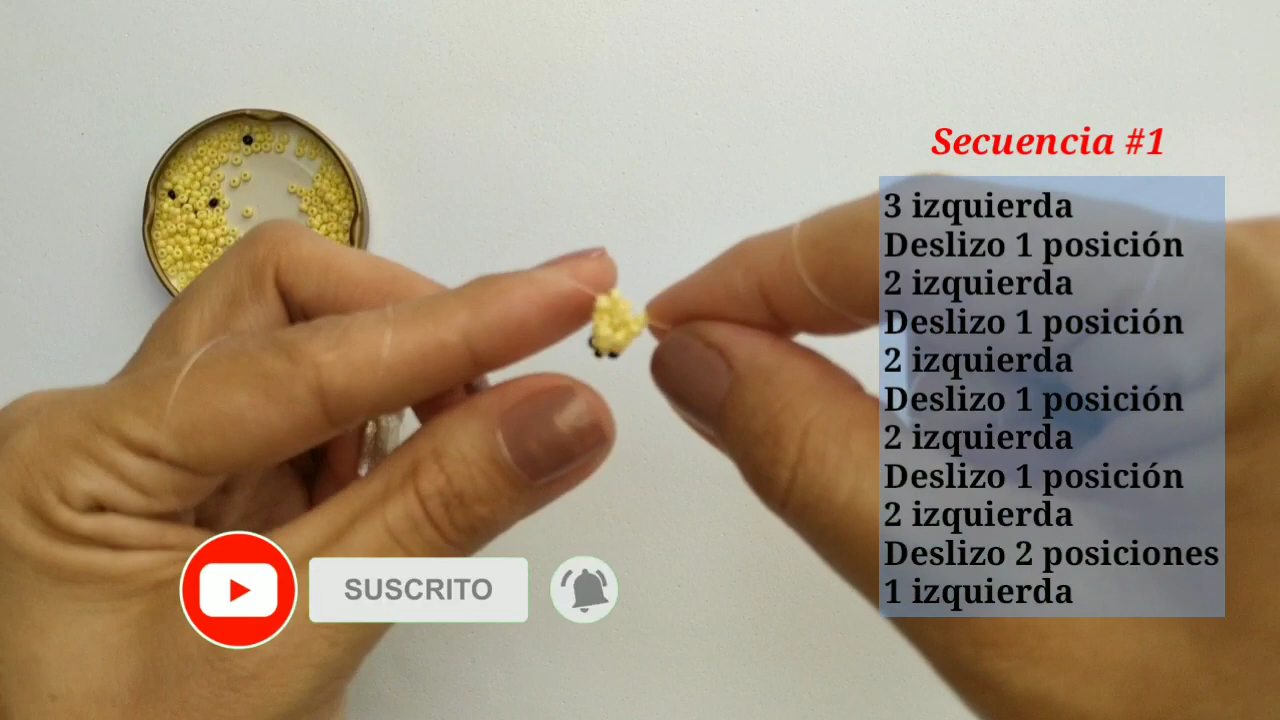 Secuencia #1
3 izquierda
Deslizo 1 posición
2 izquierda
Deslizo 1 posición
2 izquierda
Deslizo 1 posición
2 izquierda
Deslizo 1 posición
2 izquierda
Deslizo 2 posiciones
1 izquierda
SUSCRITO